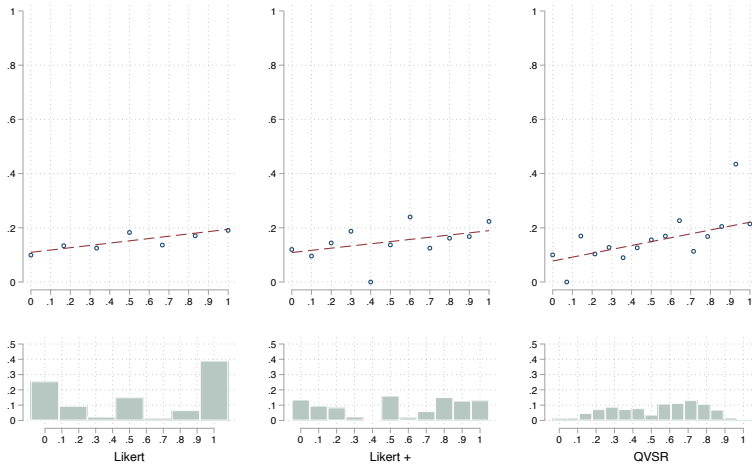 1 1 1
.8 .8 .8
.6 .6 .6
.4 .4 .4
.2 .2 .2
0 0 0
0 .1 .2 .3 .4 .5 .6 .7 .8 .9 1 0 .1 .2 .3 .4 .5 .6 .7 .8 .9 1 0 .1 .2 .3 .4 .5 .6 .7 .8 .9 1
.5 .5 .5
.4 .4 .4
.3 .3 .3
.2 .2 .2
.1 .1 .1
0 0 0
0 .1 .2 .3 .4 .5 .6 .7 .8 .9 1 0 .1 .2 .3 .4 .5 .6 .7 .8 .9 1 0 .1 .2 .3 .4 .5 .6 .7 .8 .9 1
Likert Likert + QVSR